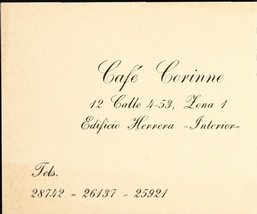 Café Corinne
12 Calle 4-53, Zona 1
Edificio Herrera -Interior-
Tels.
28742 - 26137 - 25921